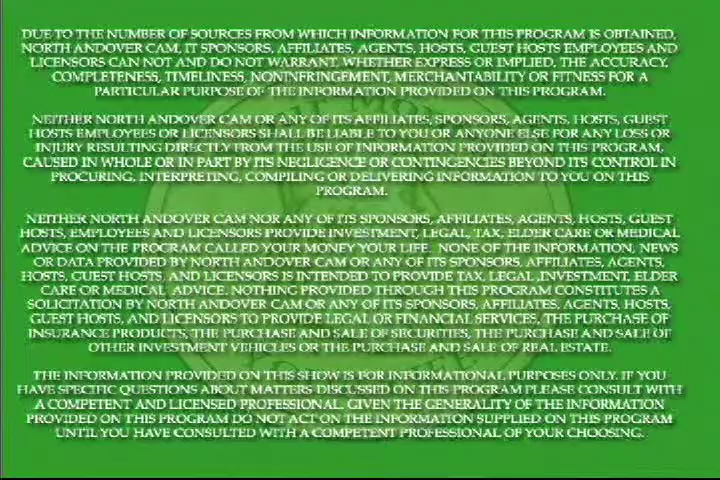 DUE TO THE NUMBER OF SOURCES FROM WHICH INFORMATION FOR THIS PROGRAM IS OBTAINED,
NORTH ANDOVER CAM, IT SPONSORS, AFFILIATES, AGENTS, HOSTS, GUEST HOSTS EMPLOYEES AND
LICENSORS CAN NOT AND DO NOT WARRANT, WHETHER EXPRESS OR IMPLIED, THE ACCURACY,
COMPLETENESS, TIMELINESS, NONINFRINGEMENT, MERCHANTABILITY OR FITNESS FOR A
PARTICULAR PURPOSE OF THE INFORMATION PROVIDED ON THIS PROGRAM.
NEITHER NORTH ANDOVER CAM OR ANY OF ITS AFFILIATES, SPONSORS, AGENTS, HOSTS, GUEST
HOSTS EMPLOYEES OR LICENSORS SHALL BE LIABLE TO YOU OR ANYONE ELSE FOR ANY LOSS OR
INJURY RESULTING DIRECTLY FROM THE USE OF INFORMATION PROVIDED ON THIS PROGRAM,
CAUSED IN WHOLE OR IN PART BY ITS NEGLIGENCE OR CONTINGENCIES BEYOND ITS CONTROL IN
PROCURING, INTERPRETING, COMPILING OR DELIVERING INFORMATION TO YOU ON THIS
PROGRAM.
NEITHER NORTH ANDOVER CAM NOR ANY OF ITS SPONSORS, AFFILIATES, AGENTS, HOSTS, GUEST
HOSTS, EMPLOYEES AND LICENSORS PROVIDE INVESTMENT, LEGAL, TAX, ELDER CARE OR MEDICAL
ADVICE ON THE PROGRAM CALLED YOUR MONEY YOUR LIFE. NONE OF THE INFORMATION, NEWS
OR DATA PROVIDED BY NORTH ANDOVER CAM OR ANY OF ITS SPONSORS, AFFILIATES, AGENTS,
HOSTS, GUEST HOSTS, AND LICENSORS IS INTENDED TO PROVIDE TAX, LEGAL ,INVESTMENT, ELDER
CARE OR MEDICAL ADVICE. NOTHING PROVIDED THROUGH THIS PROGRAM CONSTITUTES A
SOLICITATION BY NORTH ANDOVER CAM OR ANY OF ITS SPONSORS, AFFILIATES, AGENTS, HOSTS,
GUEST HOSTS, AND LICENSORS TO PROVIDE LEGAL OR FINANCIAL SERVICES, THE PURCHASE OF
INSURANCE PRODUCTS, THE PURCHASE AND SALE OF SECURITIES, THE PURCHASE AND SALE OF
OTHER INVESTMENT VEHICLES OR THE PURCHASE AND SALE OF REAL ESTATE.
THE INFORMATION PROVIDED ON THIS SHOW IS FOR INFORMATIONAL PURPOSES ONLY. IF YOU
HAVE SPECIFIC QUESTIONS ABOUT MATTERS DISCUSSED ON THIS PROGRAM PLEASE CONSULT WITH
A COMPETENT AND LICENSED PROFESSIONAL. GIVEN THE GENERALITY OF THE INFORMATION
PROVIDED ON THIS PROGRAM DO NOT ACT ON THE INFORMATION SUPPLIED ON THIS PROGRAM
UNTIL YOU HAVE CONSULTED WITH A COMPETENT PROFESSIONAL OF YOUR CHOOSING.